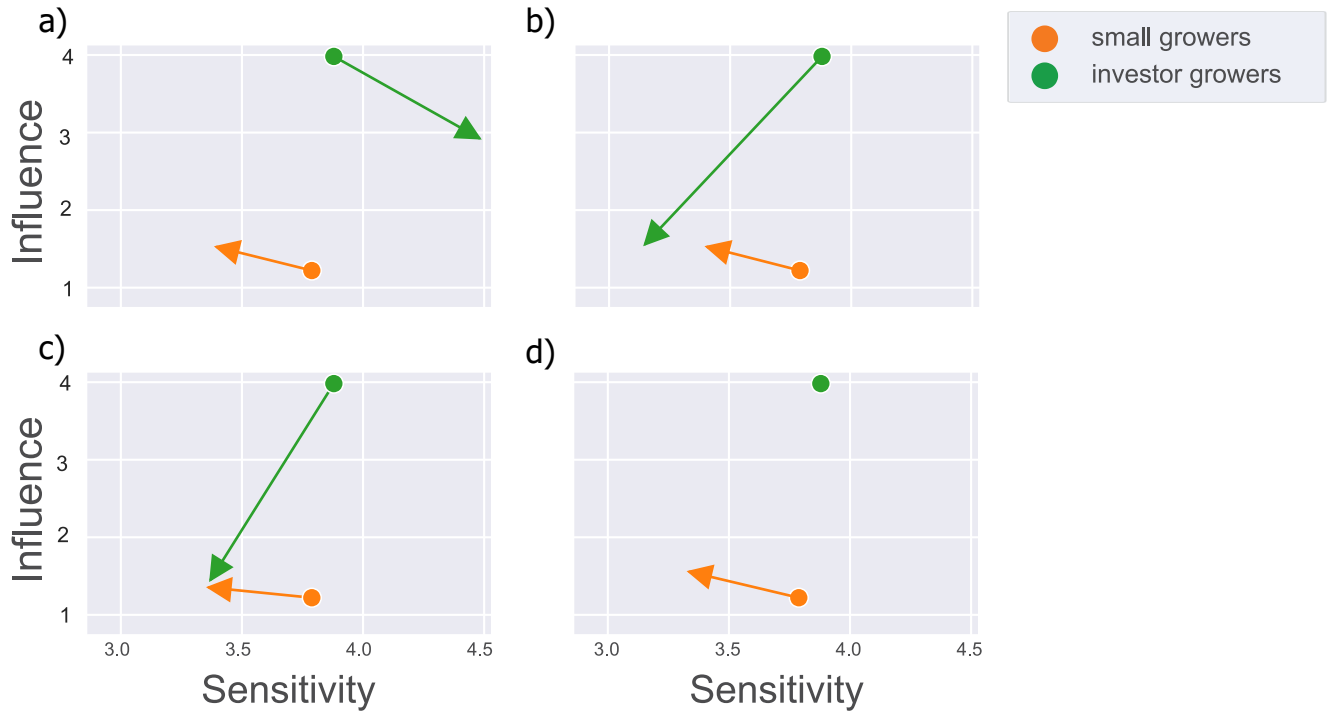 a)
b)
small growers
investor growers
4
3
2
1
Influence
c)
d)
4
3
2
1
Influence
3.0 3.5 4.0 4.5
3.0 3.5 4.0 4.5
Sensitivity
Sensitivity